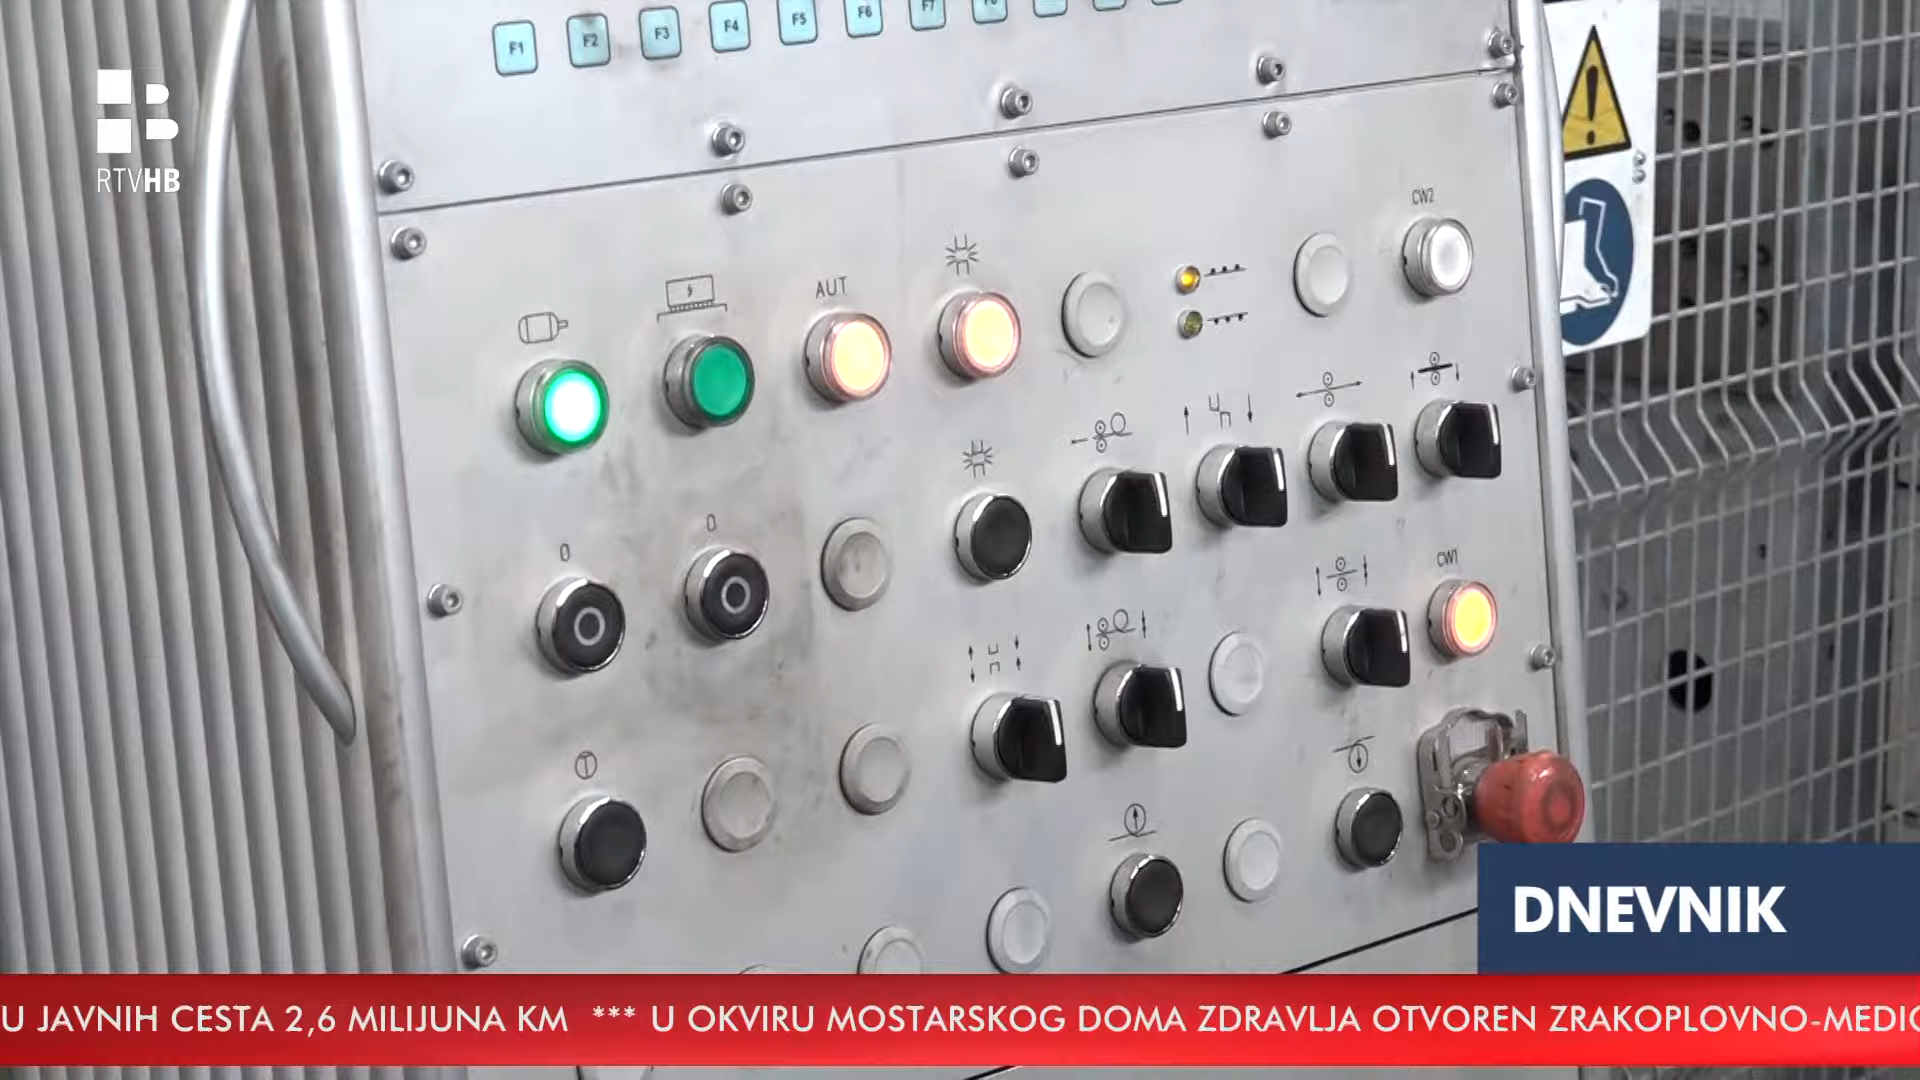 F1 F2 F3 F4 F5 F6 F7
RTVHB
CW2
AUT
0
0
CW1
DNEVNIK
U JAVNIH CESTA 2,6 MILIJUNA KM *** U OKVIRU MOSTARSKOG DOMA ZDRAVLJA OTVOREN ZRAKOPLOVNO-MEDIC